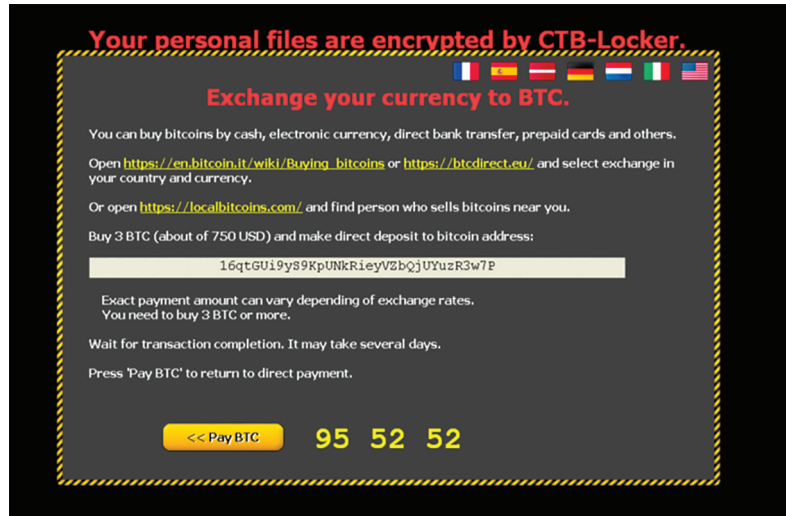 Your personal files are encrypted by CTB-Locker.
Exchange your currency to BTC.
You can buy bitcoins by cash, electronic currency, direct bank transfer, prepaid cards and others.
Open https://en.bitcoin.it/wiki/Buying_bitcoins or https://btcdirect.eu/ and select exchange in
your country and currency.
Or open https://localbitcoins.com/ and find person who sells bitcoins near you.
Buy 3 BTC (about of 750 USD) and make direct deposit to bitcoin address:
16qtGUi9yS9KpUNkRieyVZbQjUYuzR3w7P
Exact payment amount can vary depending of exchange rates.
You need to buy 3 BTC or more.
Wait for transaction completion. It may take several days.
Press 'Pay BTC' to return to direct payment.
<< Pay BTC 95 52 52